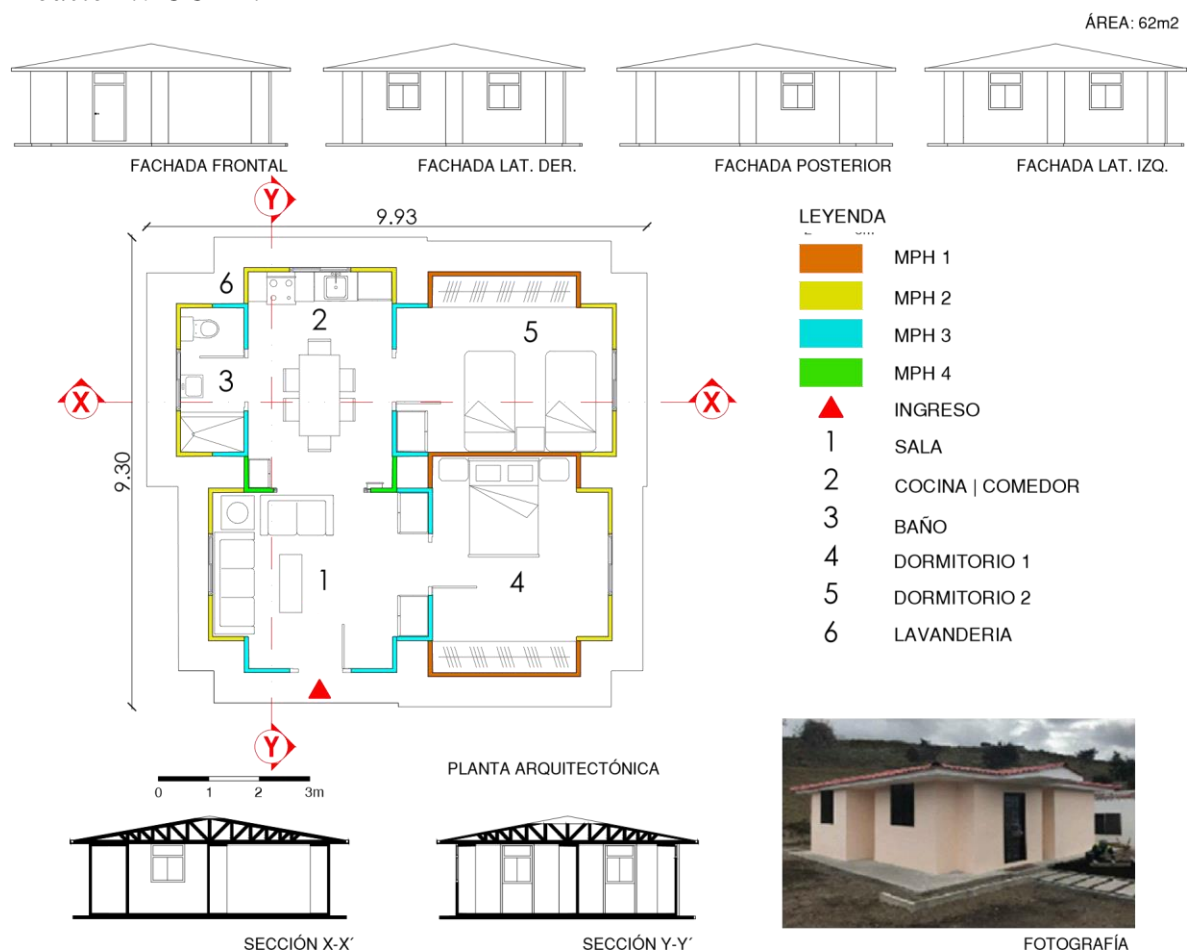 ÁREA: 62m2
FACHADA FRONTAL
FACHADA LAT. DER.
FACHADA POSTERIOR
FACHADA LAT. IZQ.
Y
9.93
LEYENDA
MPH 1
MPH 2
MPH 3
MPH 4
INGRESO
1 SALA
2 COCINA | COMEDOR
3 BAÑO
4 DORMITORIO 1
5 DORMITORIO 2
6 LAVANDERIA
6
2
5
3
X
X
9.30
1
4
Y
PLANTA ARQUITECTÓNICA
0 1 2 3m
SECCIÓN X-X´
SECCIÓN Y-Y´
FOTOGRAFÍA